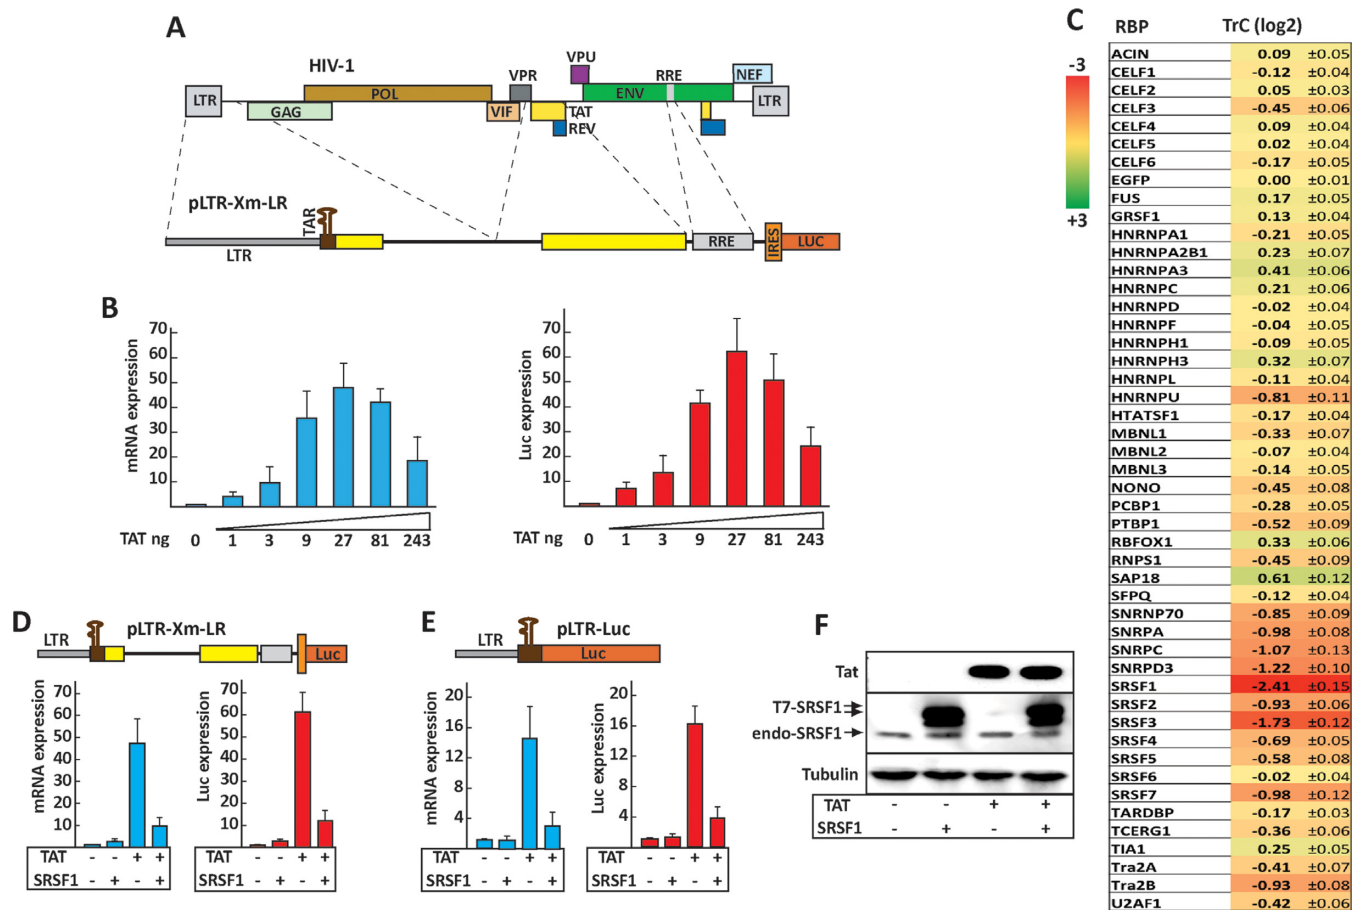 A
HIV-1
VPU
VPR
RRE
NEF
LTR
POL
ENV
LTR
GAG
VIF
TAT
REV
pLTR-Xm-LR
TAR
LTR
RRE
IRES
LUC
B
mRNA expression
70
60
50
40
30
20
10
TAT ng 0 1 3 9 27 81 243
Luc expression
70
60
50
40
30
20
10
TAT ng 0 1 3 9 27 81 243
C
-3
+3
RBP TrC (log2)
ACIN 0.09 ±0.05
CELF1 -0.12 ±0.04
CELF2 0.05 ±0.03
CELF3 -0.45 ±0.06
CELF4 0.09 ±0.04
CELF5 0.02 ±0.04
CELF6 -0.17 ±0.05
EGFP 0.00 ±0.01
FUS 0.17 ±0.05
GRSF1 0.13 ±0.04
HNRNPA1 -0.21 ±0.05
HNRNPA2B1 0.23 ±0.07
HNRNPA3 0.41 ±0.06
HNRNPC 0.21 ±0.06
HNRNPD -0.02 ±0.04
HNRNPF -0.04 ±0.05
HNRNPH1 -0.09 ±0.05
HNRNPH3 0.32 ±0.07
HNRNPL -0.11 ±0.04
HNRNPU -0.81 ±0.11
HTATSF1 -0.17 ±0.04
MBNL1 -0.33 ±0.07
MBNL2 -0.07 ±0.04
MBNL3 -0.14 ±0.05
NONO -0.45 ±0.08
PCBP1 -0.28 ±0.05
PTBP1 -0.52 ±0.09
RBFOX1 0.33 ±0.06
RNPS1 -0.45 ±0.09
SAP18 0.61 ±0.12
SFPQ -0.12 ±0.04
SNRNP70 -0.85 ±0.09
SNRPA -0.98 ±0.08
SNRPC -1.07 ±0.13
SNRPD3 -1.22 ±0.10
SRSF1 -2.41 ±0.15
SRSF2 -0.93 ±0.06
SRSF3 -1.73 ±0.12
SRSF4 -0.69 ±0.05
SRSF5 -0.58 ±0.08
SRSF6 -0.02 ±0.04
SRSF7 -0.98 ±0.12
TARDBP -0.17 ±0.03
TCERG1 -0.36 ±0.06
TIA1 0.25 ±0.05
Tra2A -0.41 ±0.07
Tra2B -0.93 ±0.08
U2AF1 -0.42 ±0.06
D
LTR
pLTR-Xm-LR
Luc
mRNA expression
70
60
50
40
30
20
10
TAT - - + +
SRSF1 - + - +
Luc expression
70
60
50
40
30
20
10
- - + +
- + - +
E
LTR
pLTR-Luc
Luc
mRNA expression
20
16
12
8
4
TAT - - + +
SRSF1 - + - +
Luc expression
20
16
12
8
4
- - + +
- + - +
F
Tat
T7-SRSF1
endo-SRSF1
Tubulin
TAT - - + +
SRSF1 - + - +